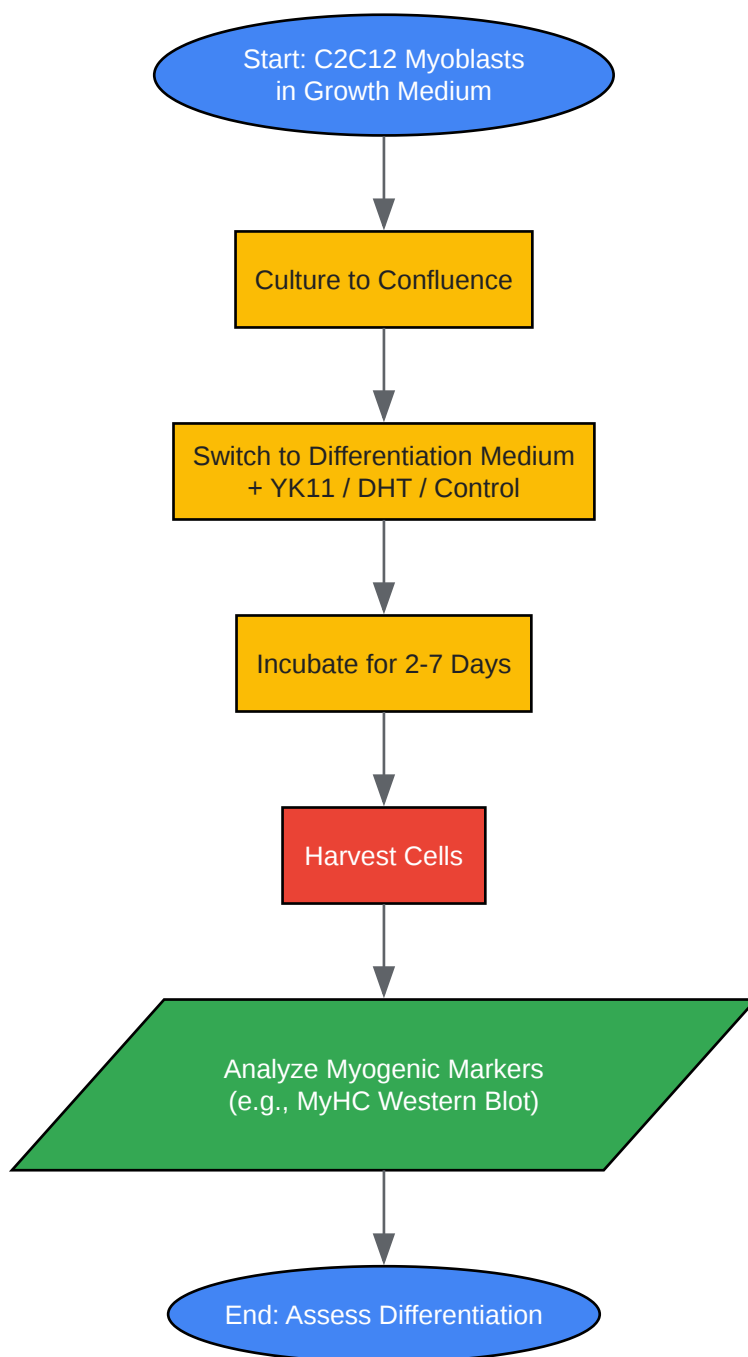 Start: C2C12 Myoblasts
in Growth Medium
Culture to Confluence
Switch to Differentiation Medium
+ YK11 / DHT / Control
Incubate for 2-7 Days
Harvest Cells
Analyze Myogenic Markers
(e.g., MyHC Western Blot)
End: Assess Differentiation